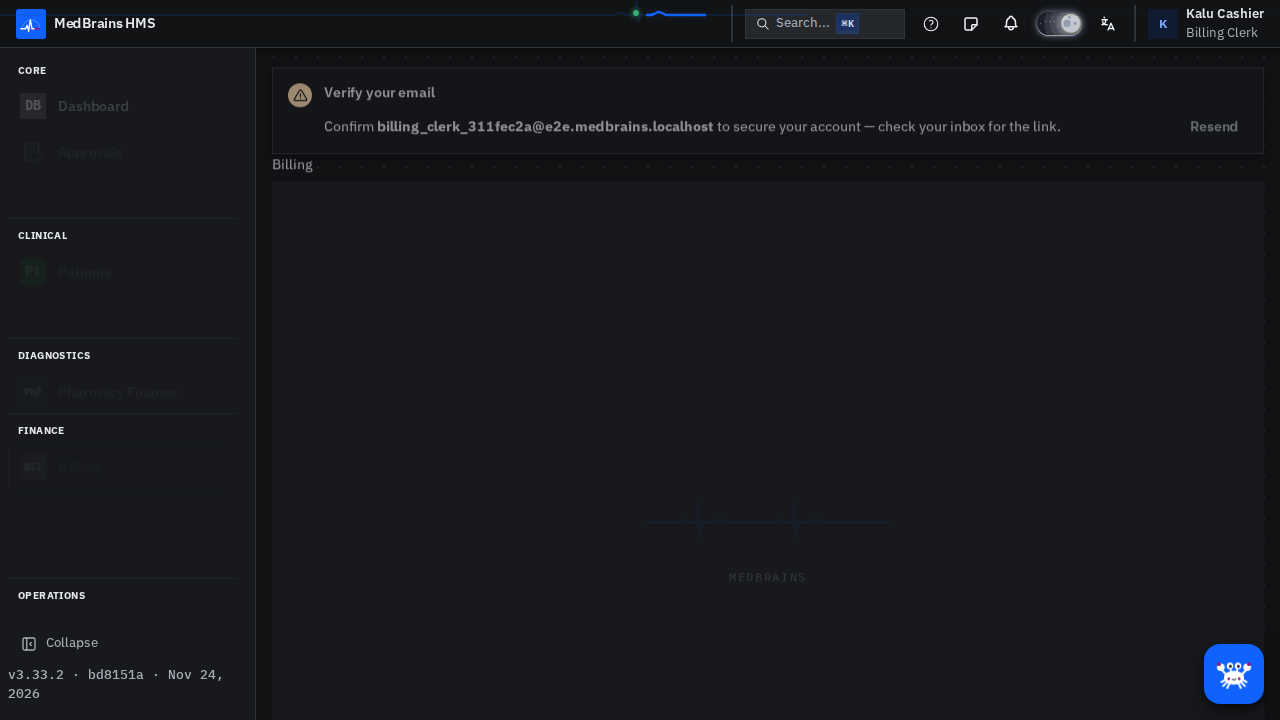 MedBrains HMS
Search... ⌘K
K
Kalu Cashier
Billing Clerk
CORE
DB Dashboard
Approvals
CLINICAL
Pt Patients
DIAGNOSTICS
PhF Pharmacy Finance
FINANCE
Bil Billing
OPERATIONS
Collapse
v3.33.2 · bd8151a · Nov 24, 2026
Verify your email
Confirm billing_clerk_311fec2a@e2e.medbrains.localhost to secure your account — check your inbox for the link.
Resend
Billing
MEDBRAINS